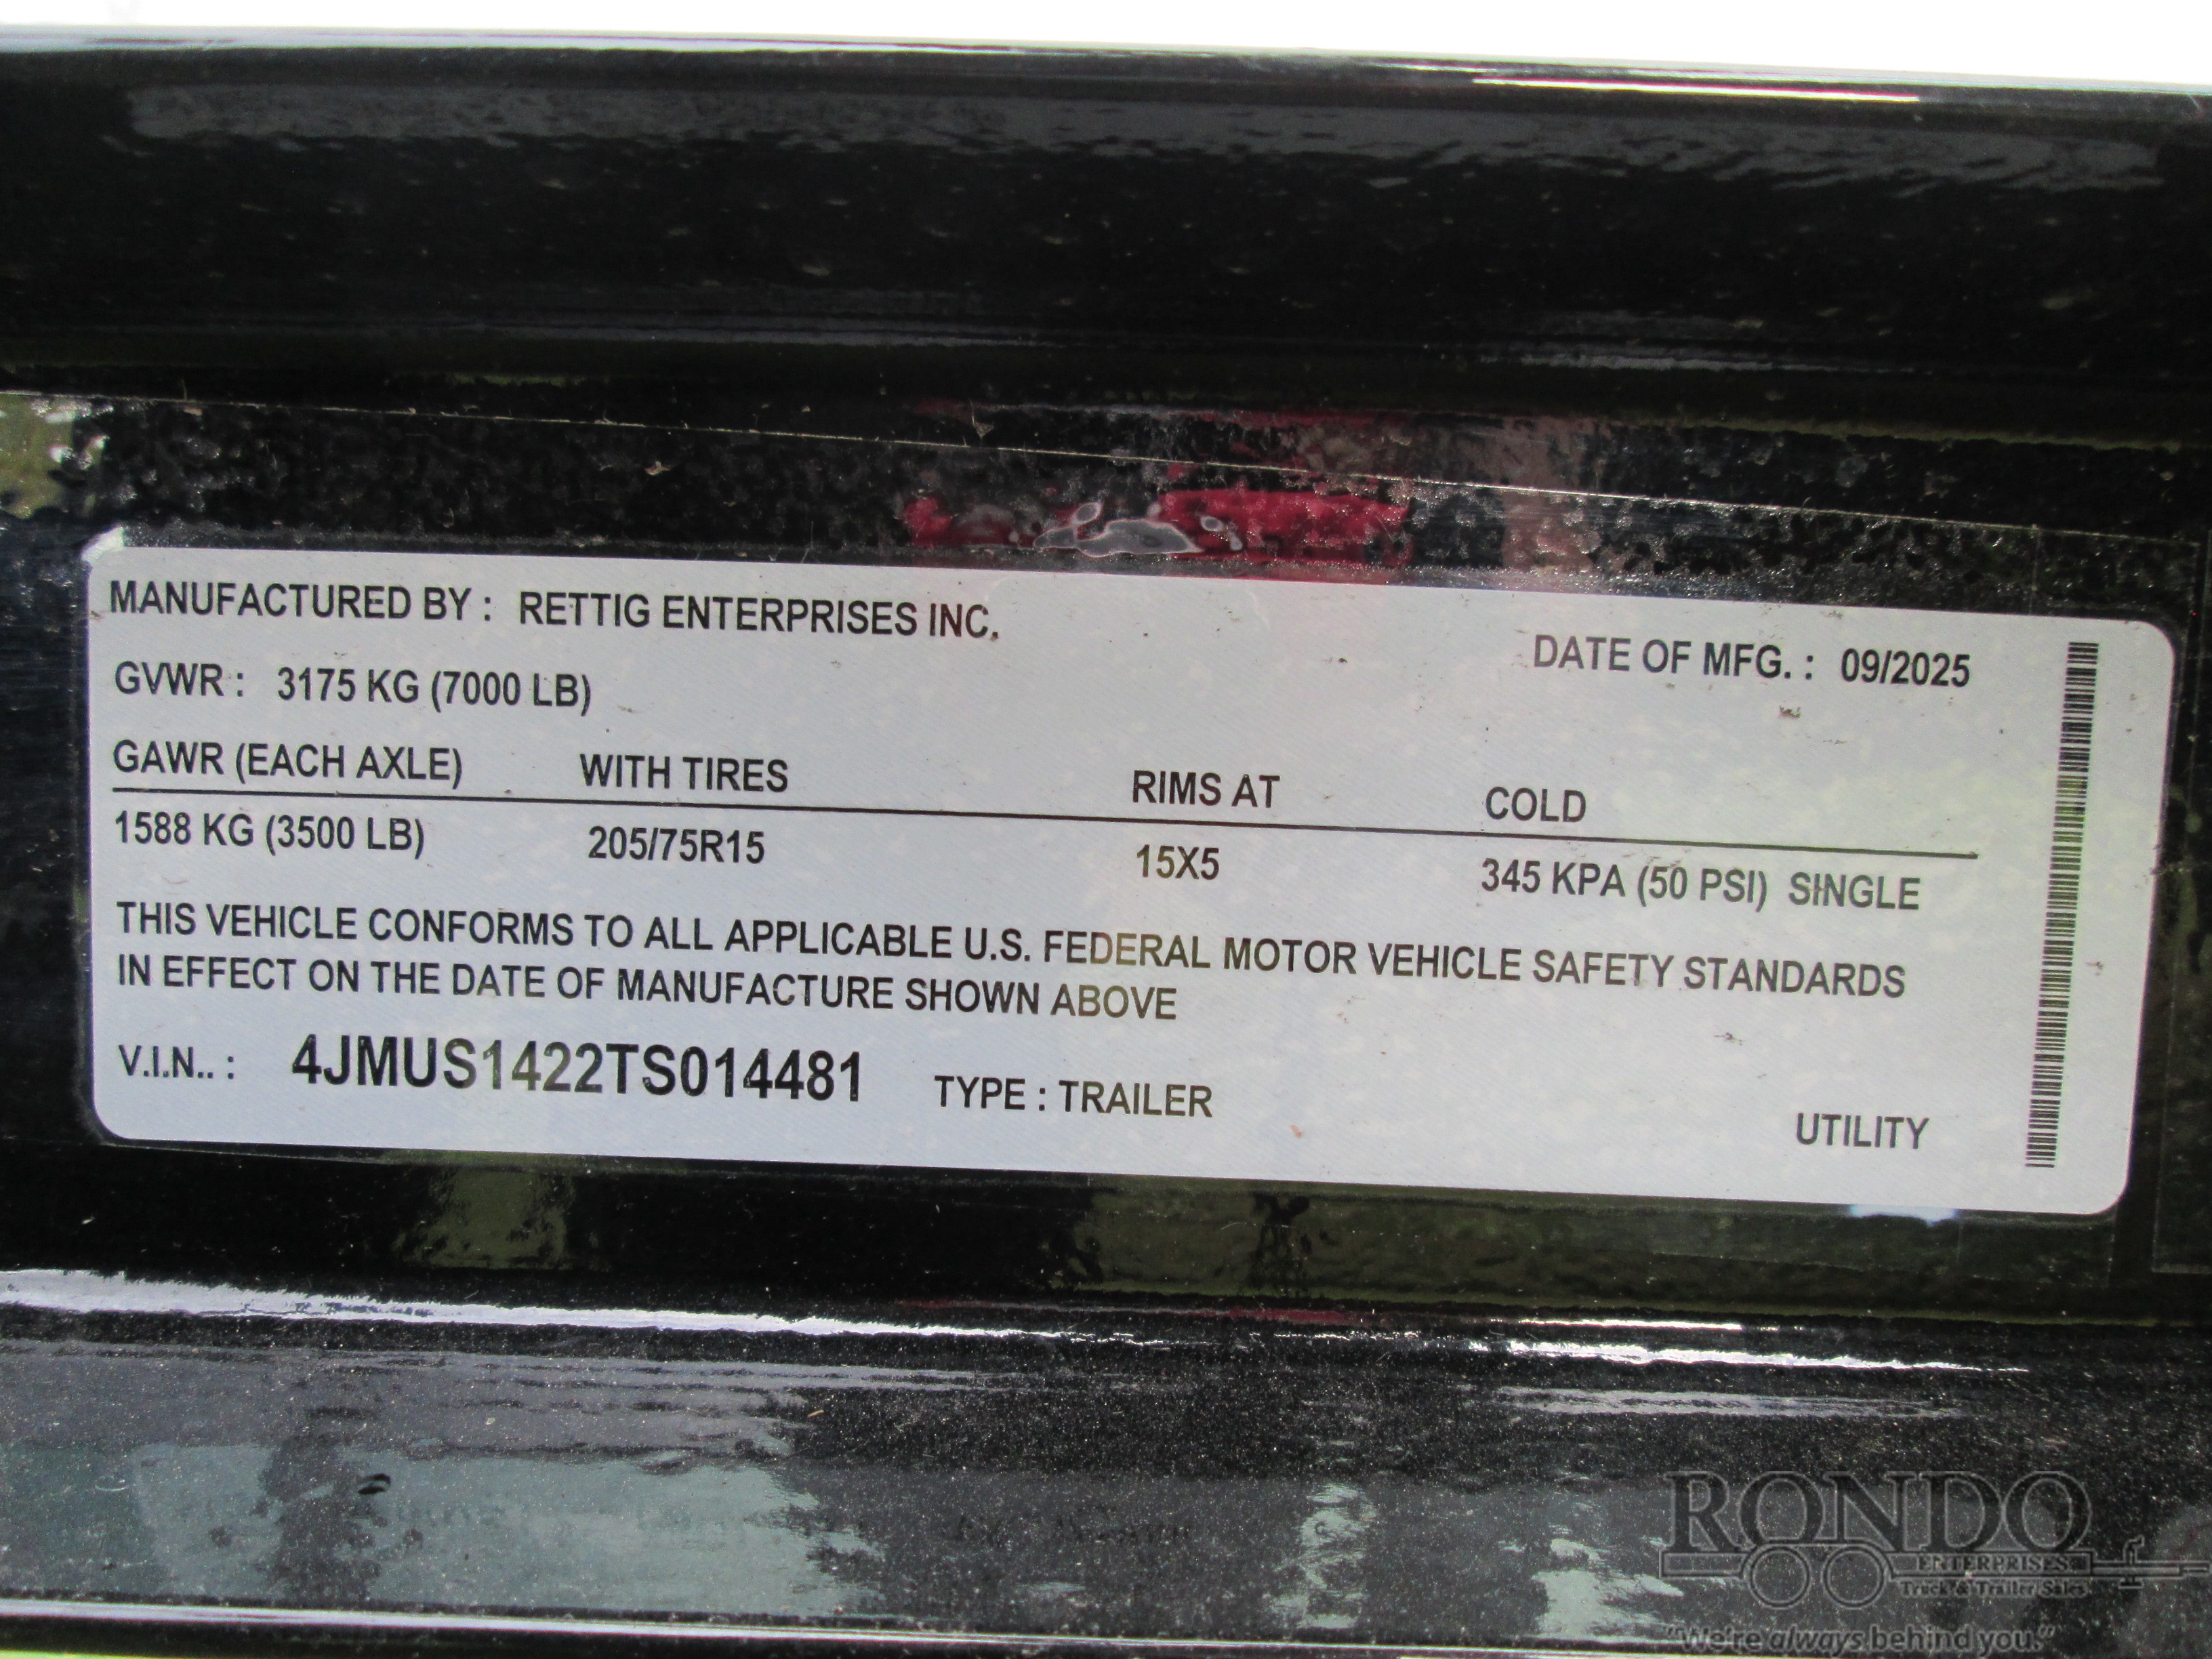 MANUFACTURED BY : RETTIG ENTERPRISES INC.
DATE OF MFG. : 09/2025
GVWR : 3175 KG (7000 LB)
GAWR (EACH AXLE) WITH TIRES RIMS AT COLD
1588 KG (3500 LB) 205/75R15 15X5 345 KPA (50 PSI) SINGLE
THIS VEHICLE CONFORMS TO ALL APPLICABLE U.S. FEDERAL MOTOR VEHICLE SAFETY STANDARDS
IN EFFECT ON THE DATE OF MANUFACTURE SHOWN ABOVE
V.I.N.. : 4JMUS1422TS014481 TYPE : TRAILER UTILITY
RONDO
ENTERPRISES
Truck & Trailer Sales
"We're always behind you."